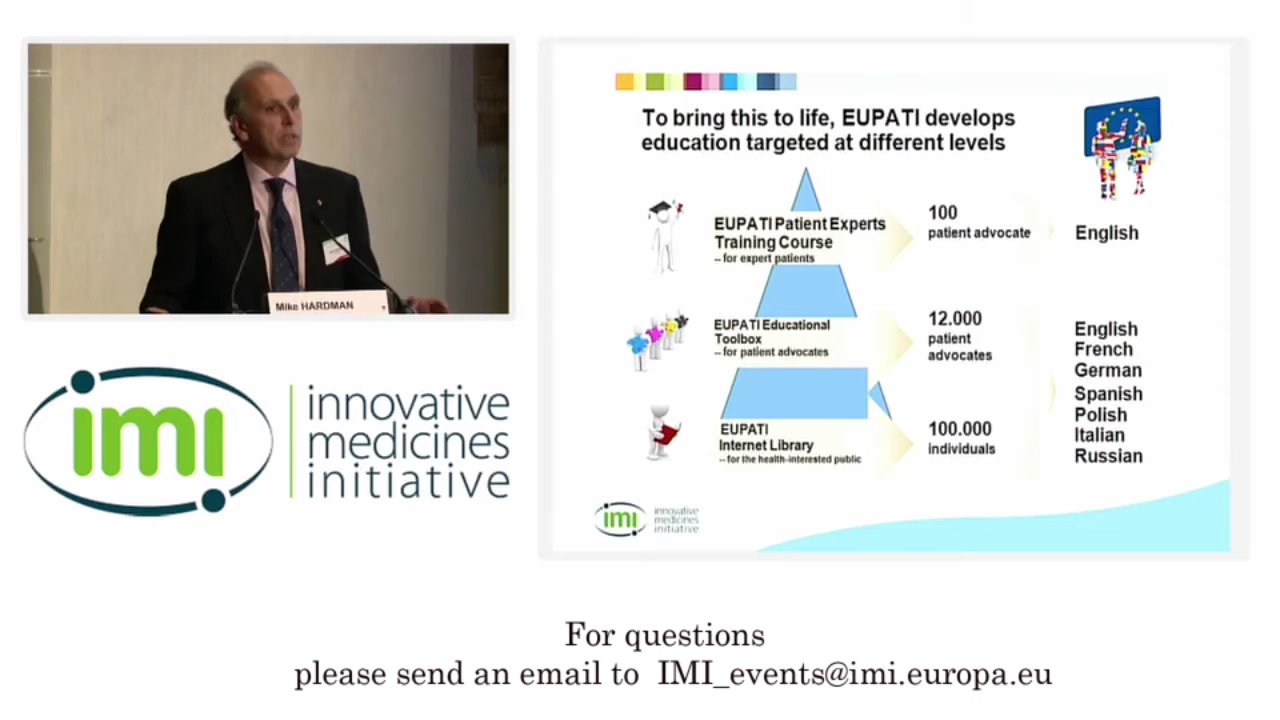 Mike HARDMAN
imi
innovative
medicines
initiative
To bring this to life, EUPATI develops
education targeted at different levels
EUPATI Patient Experts
Training Course
-- for expert patients
100
patient advocate
English
EUPATI Educational
Toolbox
-- for patient advocates
12.000
patient
advocates
EUPATI
Internet Library
-- for the health-interested public
100.000
individuals
English
French
German
Spanish
Polish
Italian
Russian
imi
innovative
medicines
initiative
For questions
please send an email to IMI_events@imi.europa.eu